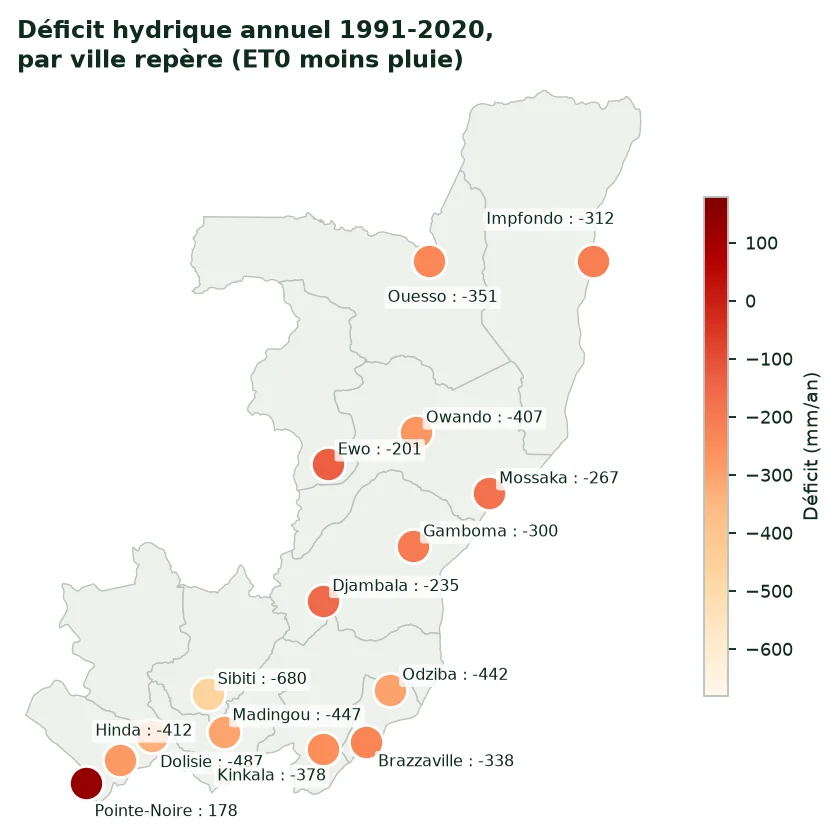 Déficit hydrique annuel 1991-2020,
par ville repère (ET0 moins pluie)
Impfondo : -312
Ouesso : -351
Owando : -407
Ewo : -201
Mossaka : -267
Gamboma : -300
Djambala : -235
Sibiti : -680
Odziba : -442
Madingou : -447
Hinda : -412
Dolisie : -487
Kinkala : -378
Brazzaville : -338
Pointe-Noire : 178
100
0
−100
−200
−300
−400
−500
−600
Déficit (mm/an)